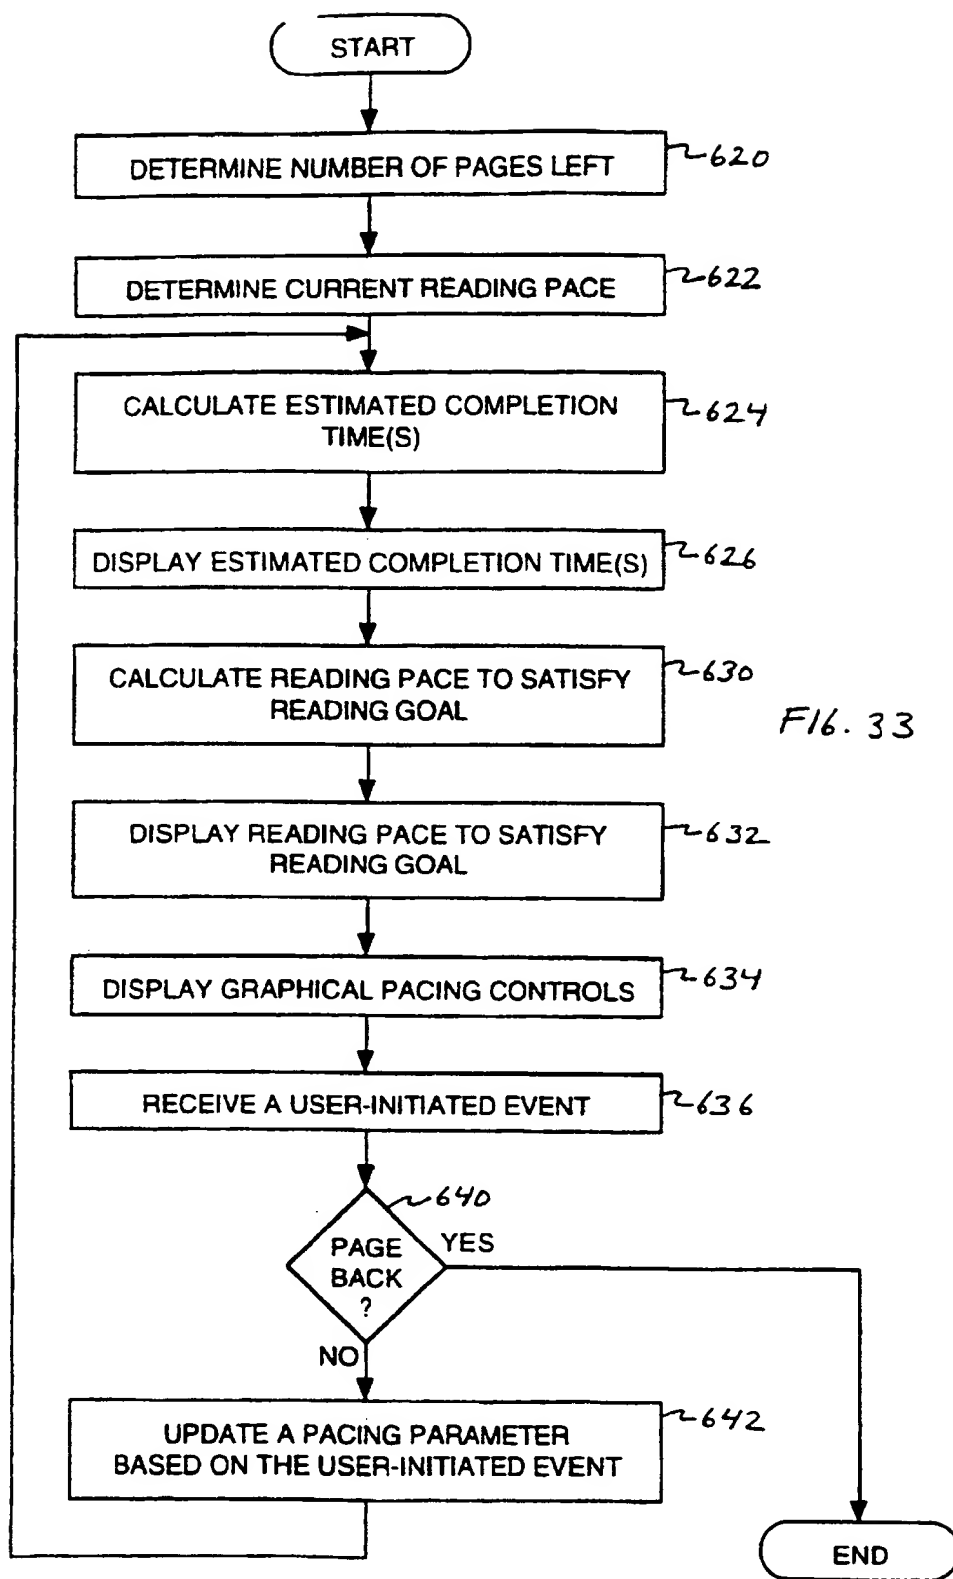 START
DETERMINE NUMBER OF PAGES LEFT
620
DETERMINE CURRENT READING PACE
622
CALCULATE ESTIMATED COMPLETION
TIME(S)
624
DISPLAY ESTIMATED COMPLETION TIME(S)
626
CALCULATE READING PACE TO SATISFY
READING GOAL
630
FIG. 33
DISPLAY READING PACE TO SATISFY
READING GOAL
632
DISPLAY GRAPHICAL PACING CONTROLS
634
RECEIVE A USER-INITIATED EVENT
636
640
PAGE
BACK
?
YES
NO
UPDATE A PACING PARAMETER
BASED ON THE USER-INITIATED EVENT
642
END